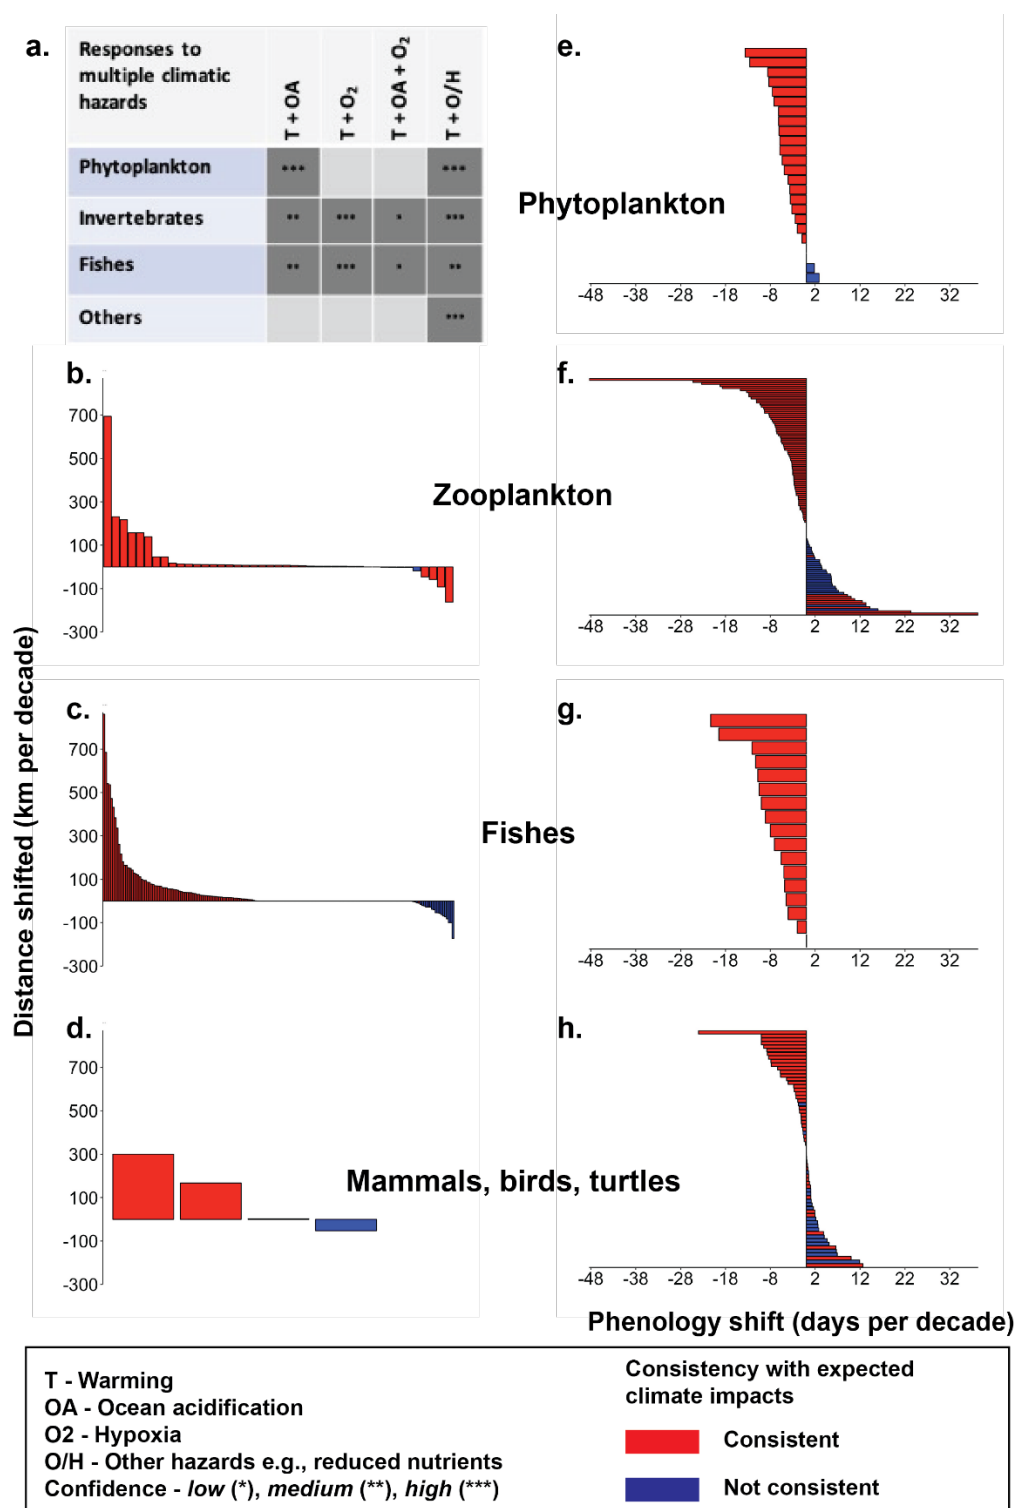 a.
Responses to
multiple climatic
hazards
T + OA
T + O2
T + OA + O2
T + O/H
Phytoplankton
***
***
Invertebrates
**
***
*
***
Fishes
**
***
*
**
Others
***
e.
Phytoplankton
-48 -38 -28 -18 -8 2 12 22 32
b.
700
500
300
100
-100
-300
Zooplankton
f.
-48 -38 -28 -18 -8 2 12 22 32
Distance shifted (km per decade)
c.
700
500
300
100
-100
-300
Fishes
g.
-48 -38 -28 -18 -8 2 12 22 32
d.
700
500
300
100
-100
-300
Mammals, birds, turtles
h.
-48 -38 -28 -18 -8 2 12 22 32
Phenology shift (days per decade)
T - Warming
OA - Ocean acidification
O2 - Hypoxia
O/H - Other hazards e.g., reduced nutrients
Confidence - low (*), medium (**), high (***)
Consistency with expected
climate impacts
Consistent
Not consistent